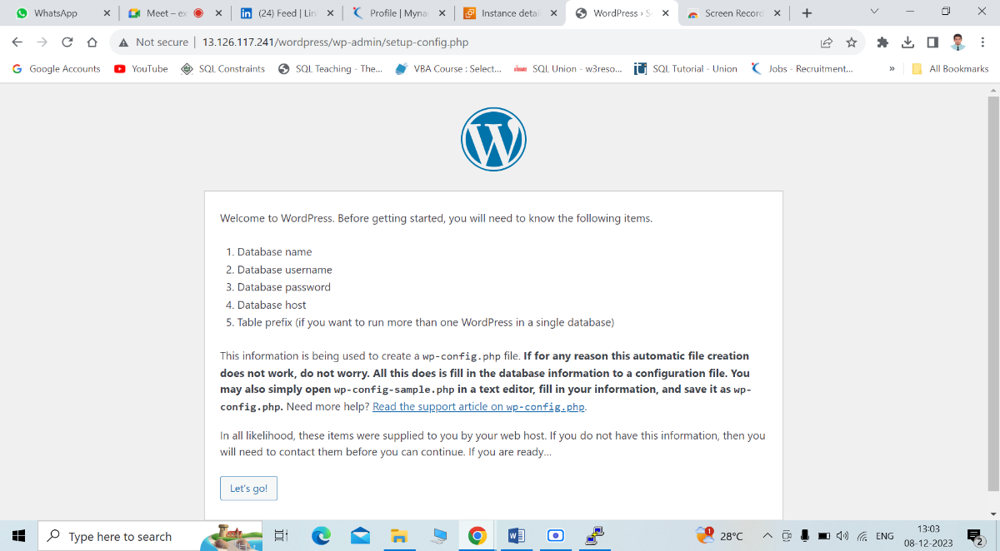 WhatsApp
Meet – ex
(24) Feed | Lin
Profile | Mynai
Instance detail
WordPress › S
Screen Record
Not secure
13.126.117.241/wordpress/wp-admin/setup-config.php
Google Accounts
YouTube
SQL Constraints
SQL Teaching - The...
VBA Course : Select...
SQL Union - w3reso...
SQL Tutorial - Union
Jobs - Recruitment...
»
All Bookmarks
Welcome to WordPress. Before getting started, you will need to know the following items.
1. Database name
2. Database username
3. Database password
4. Database host
5. Table prefix (if you want to run more than one WordPress in a single database)
This information is being used to create a wp-config.php file. If for any reason this automatic file creation
does not work, do not worry. All this does is fill in the database information to a configuration file. You
may also simply open wp-config-sample.php in a text editor, fill in your information, and save it as wp-
config.php. Need more help? Read the support article on wp-config.php.
In all likelihood, these items were supplied to you by your web host. If you do not have this information, then you
will need to contact them before you can continue. If you are ready...
Let's go!
Type here to search
1
28°C
ENG
13:03
08-12-2023
2